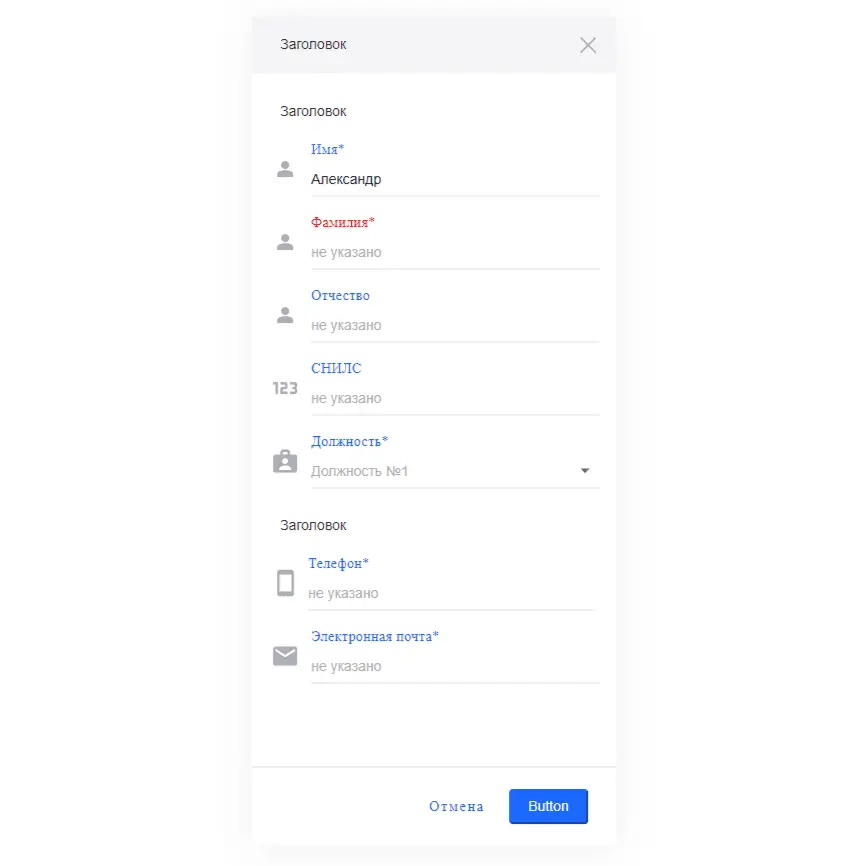 Заголовок
Заголовок
Имя*
Александр
Фамилия*
не указано
Отчество
не указано
СНИЛС
123
не указано
Должность*
Должность №1
Заголовок
Телефон*
не указано
Электронная почта*
не указано
Отмена
Button